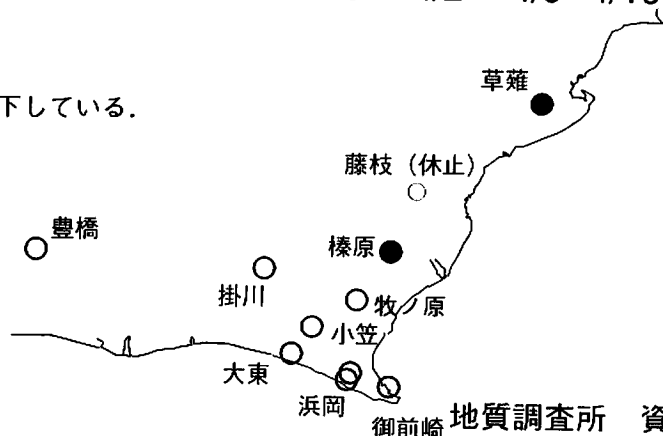 草薙
下している.
藤枝（休止）
豊橋
榛原
掛川
牧ノ原
小笠
大東
浜岡
御前崎
地質調査所 資